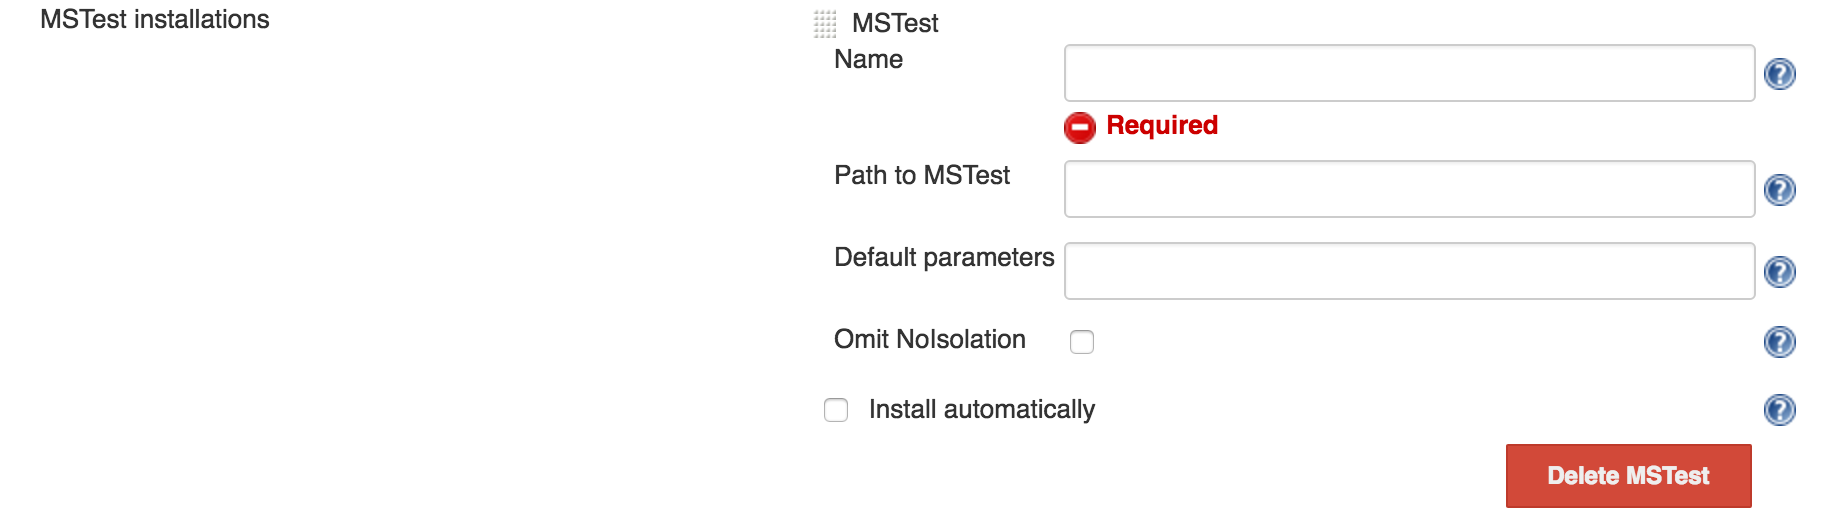 MSTest installations
MSTest
Name
Required
Path to MSTest
Default parameters
Omit NoIsolation
Install automatically
Delete MSTest